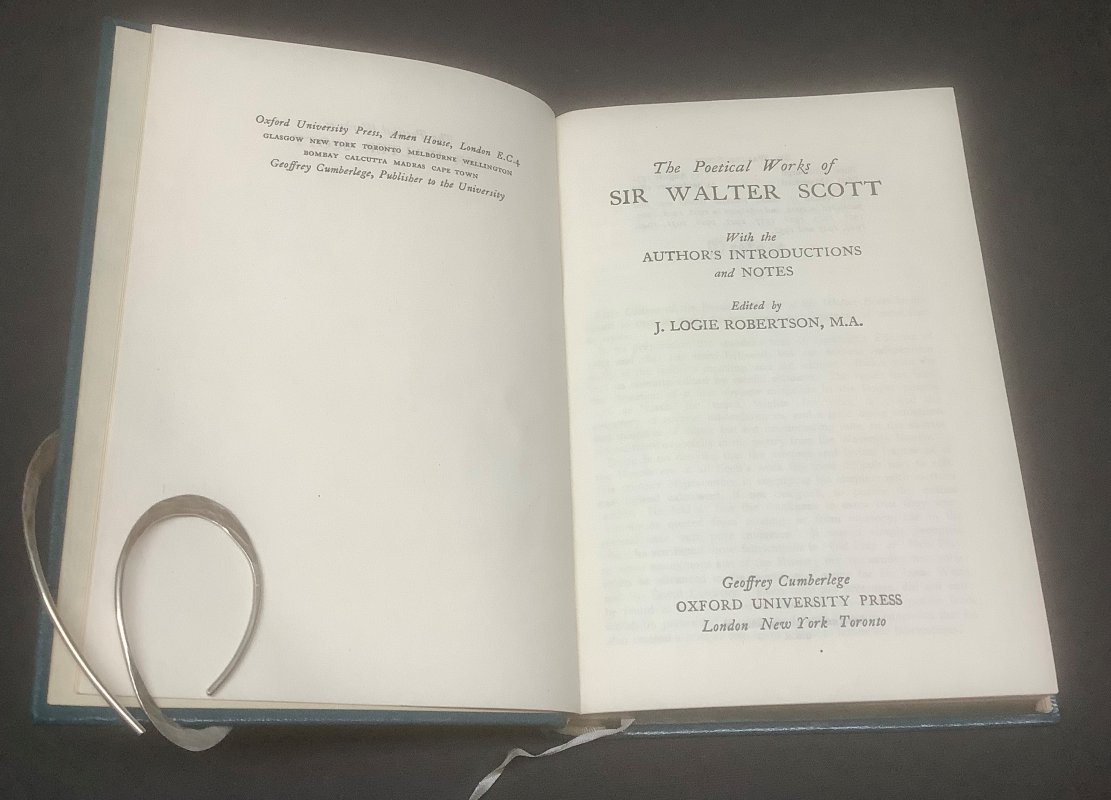 Oxford University Press, Amen House, London E.C.4
GLASGOW NEW YORK TORONTO MELBOURNE WELLINGTON
BOMBAY CALCUTTA MADRAS CAPE TOWN
Geoffrey Cumberlege, Publisher to the University
The Poetical Works of
SIR WALTER SCOTT
With the
AUTHOR'S INTRODUCTIONS
and NOTES
Edited by
J. LOGIE ROBERTSON, M.A.
Geoffrey Cumberlege
OXFORD UNIVERSITY PRESS
London New York Toronto